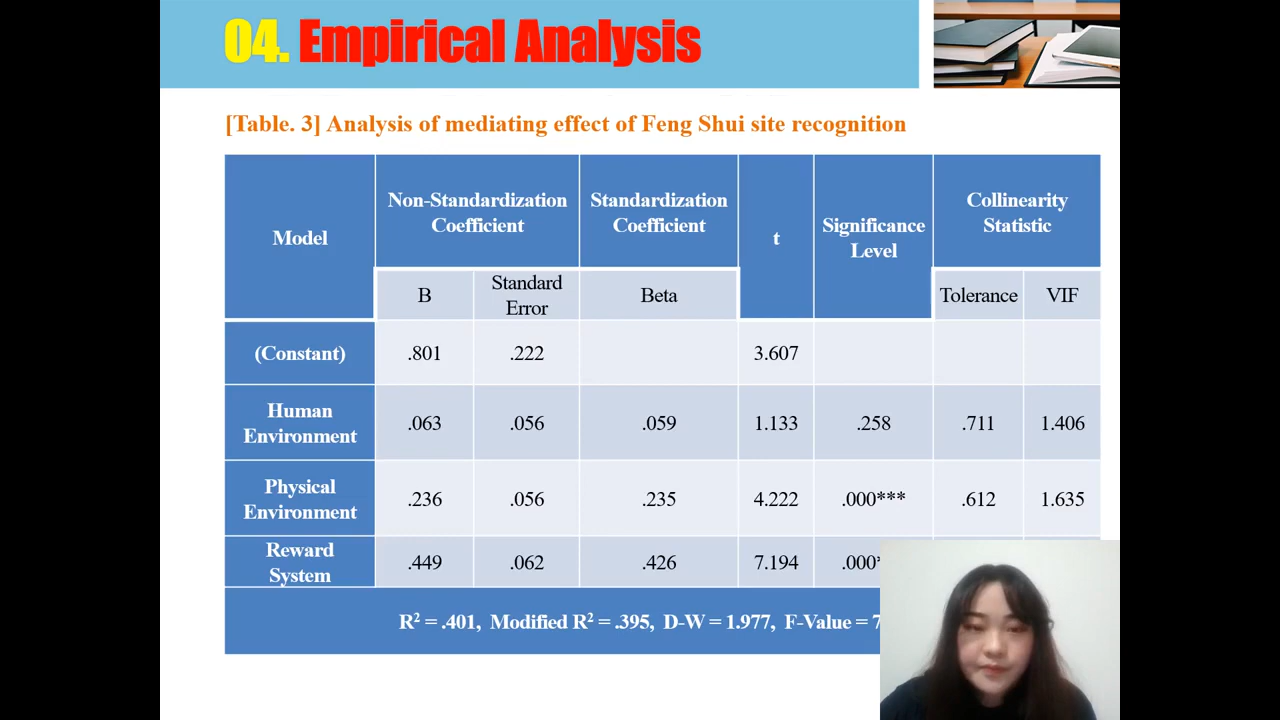 04. Empirical Analysis
[Table. 3] Analysis of mediating effect of Feng Shui site recognition
Model
Non-Standardization
Coefficient
Standardization
Coefficient
t
Significance
Level
Collinearity
Statistic
B
Standard
Error
Beta
Tolerance
VIF
(Constant)
.801
.222
3.607
Human
Environment
.063
.056
.059
1.133
.258
.711
1.406
Physical
Environment
.236
.056
.235
4.222
.000***
.612
1.635
Reward
System
.449
.062
.426
7.194
.000
R² = .401, Modified R² = .395, D-W = 1.977, F-Value =